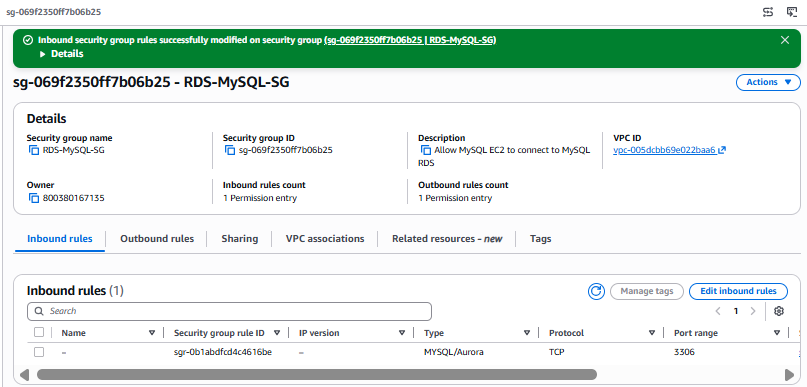 sg-069f2350ff7b06b25
Inbound security group rules successfully modified on security group (sg-069f2350ff7b06b25 | RDS-MySQL-SG)
Details
sg-069f2350ff7b06b25 - RDS-MySQL-SG
Actions
Details
Security group name
RDS-MySQL-SG
Security group ID
sg-069f2350ff7b06b25
Description
Allow MySQL EC2 to connect to MySQL
RDS
VPC ID
vpc-005dcbb69e022baa6
Owner
800380167135
Inbound rules count
1 Permission entry
Outbound rules count
1 Permission entry
Inbound rules Outbound rules Sharing VPC associations Related resources - new Tags
Inbound rules (1)
Manage tags Edit inbound rules
Search
1
Name Security group rule ID IP version Type Protocol Port range
– sgr-0b1abdfcd4c4616be – MYSQL/Aurora TCP 3306